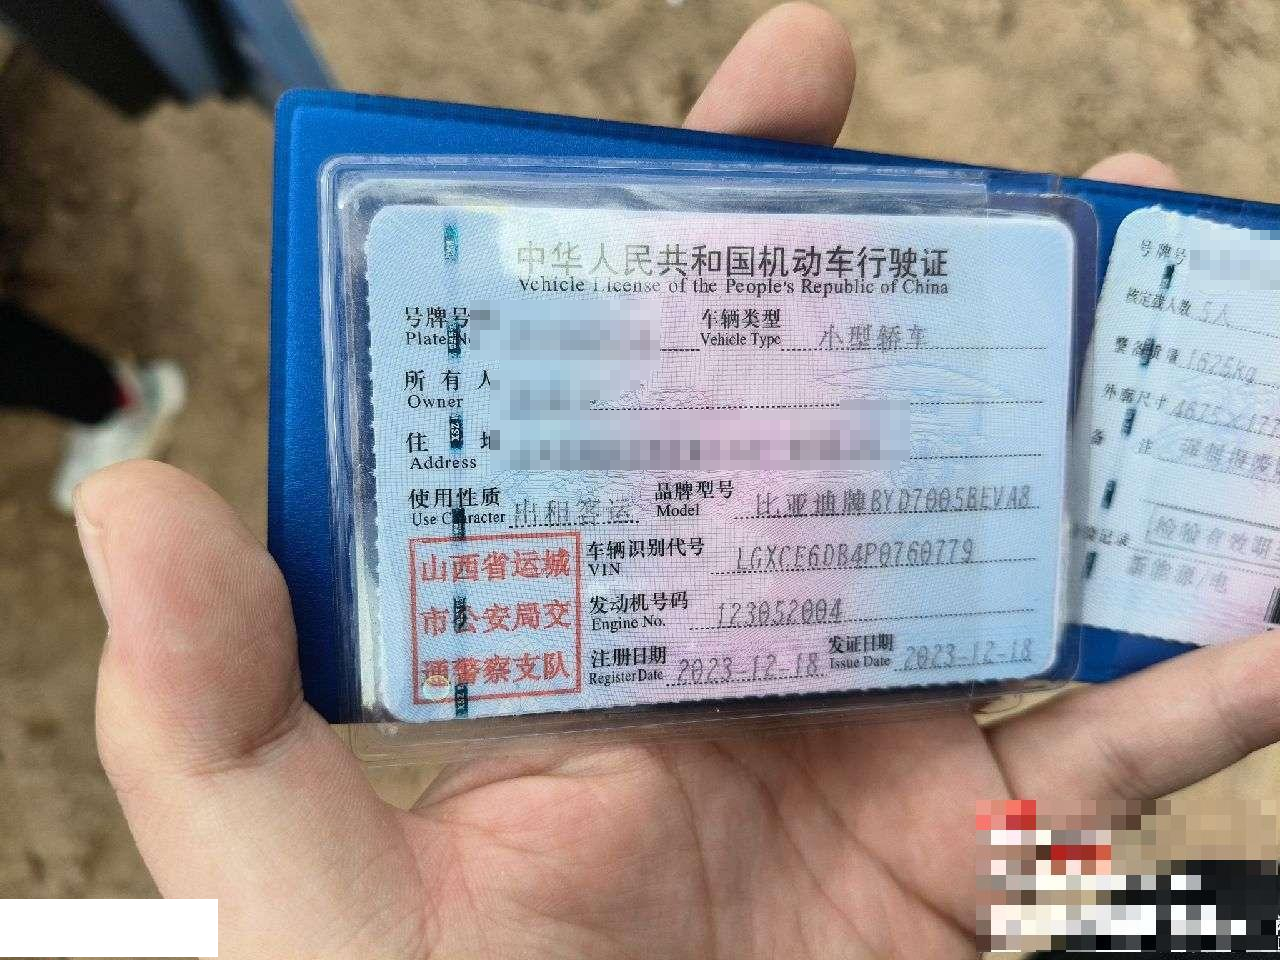 中华人民共和国机动车行驶证
Vehicle License of the People's Republic of China
号牌号
Plate No
车辆类型
Vehicle Type
小型轿车
所有人
Owner
住
Address
使用性质
Use Character
出租客运
品牌型号
Model
比亚迪牌BYD7005BEVA8
车辆识别代号
VIN
LGXCE6DB4P0760779
发动机号码
Engine No.
123052004
注册日期
Register Date
2023-12-18
发证日期
Issue Date
2023-12-18
山西省运城
市公安局交
通警察支队
号牌号
核定载人数 5人
整备质量 1625kg
外廓尺寸 4675×17
备注
检验有效期
新能源/电